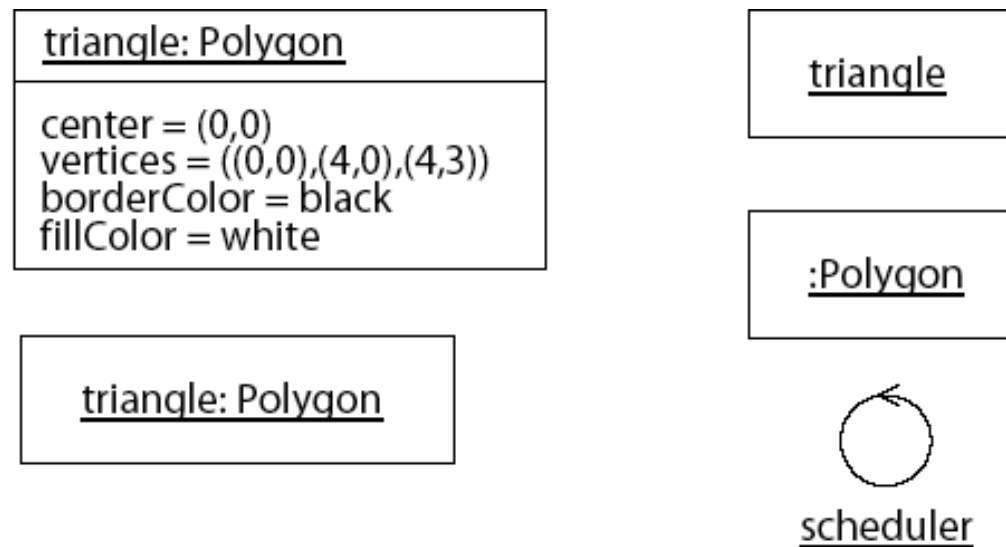 triangle: Polygon
center = (0,0)
vertices = ((0,0),(4,0),(4,3))
borderColor = black
fillColor = white
triangle: Polygon
triangle
:Polygon
scheduler